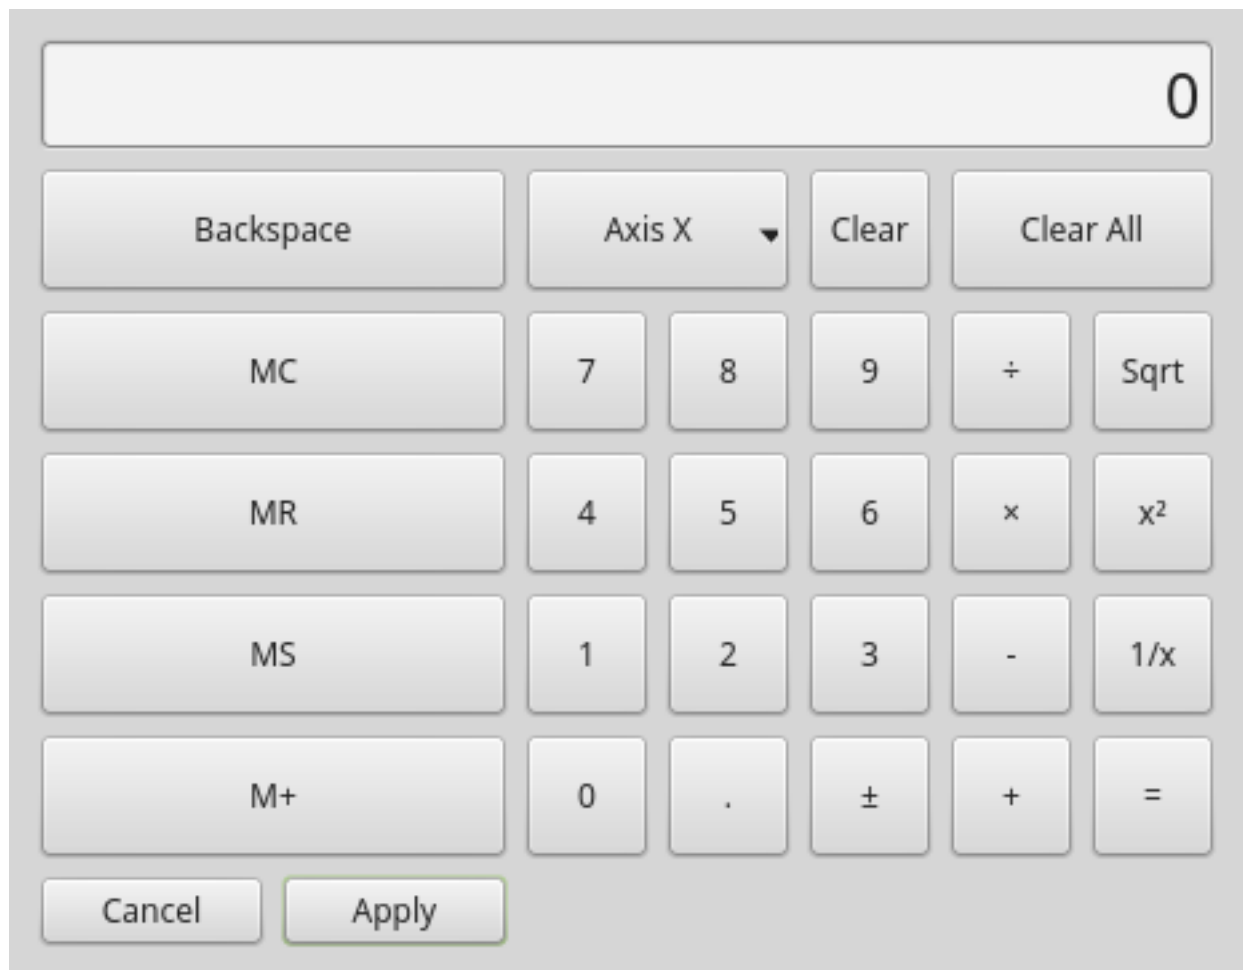 0
Backspace Axis X Clear Clear All
MC 7 8 9 ÷ Sqrt
MR 4 5 6 × x²
MS 1 2 3 - 1/x
M+ 0 . ± + =
Cancel Apply